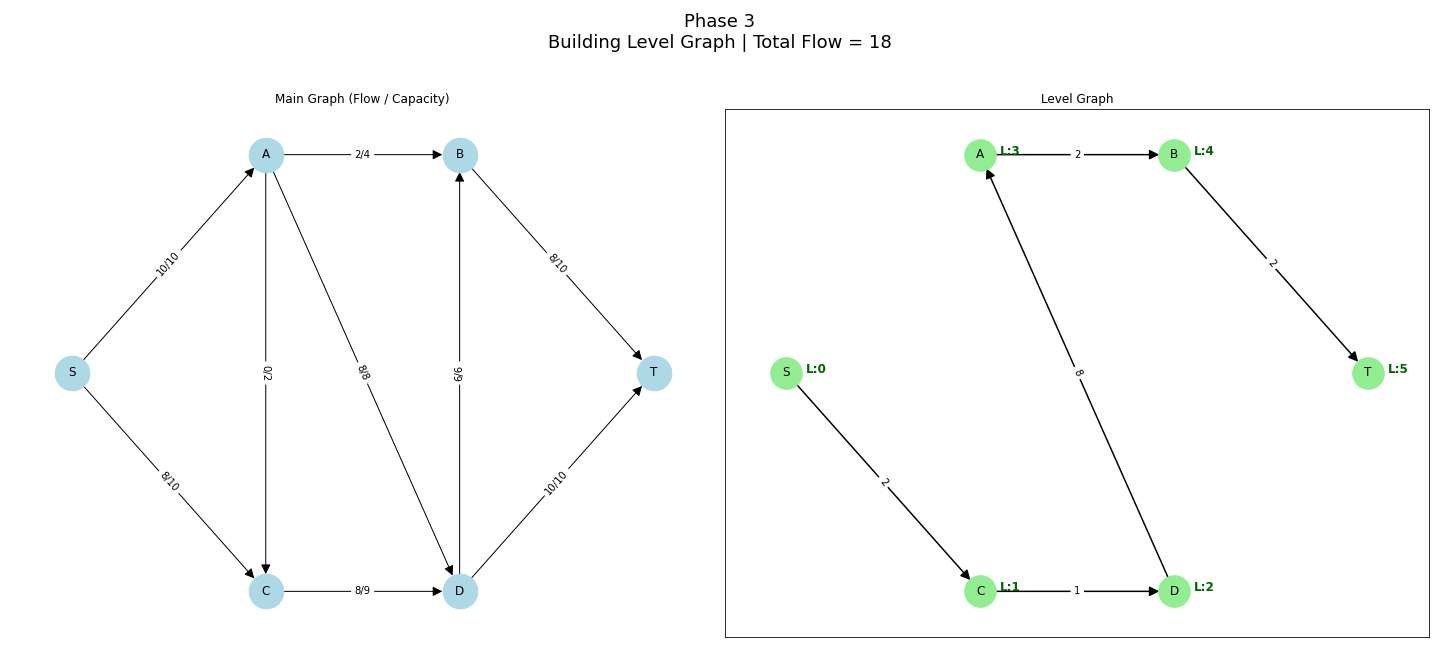 Phase 3
Building Level Graph | Total Flow = 18
Main Graph (Flow / Capacity)
A
2/4
B
10/10
8/10
0/2
8/8
6/6
S
T
8/10
10/10
C
8/9
D
Level Graph
A
L:3
2
B
L:4
2
8
S
L:0
T
L:5
2
C
L:1
1
D
L:2